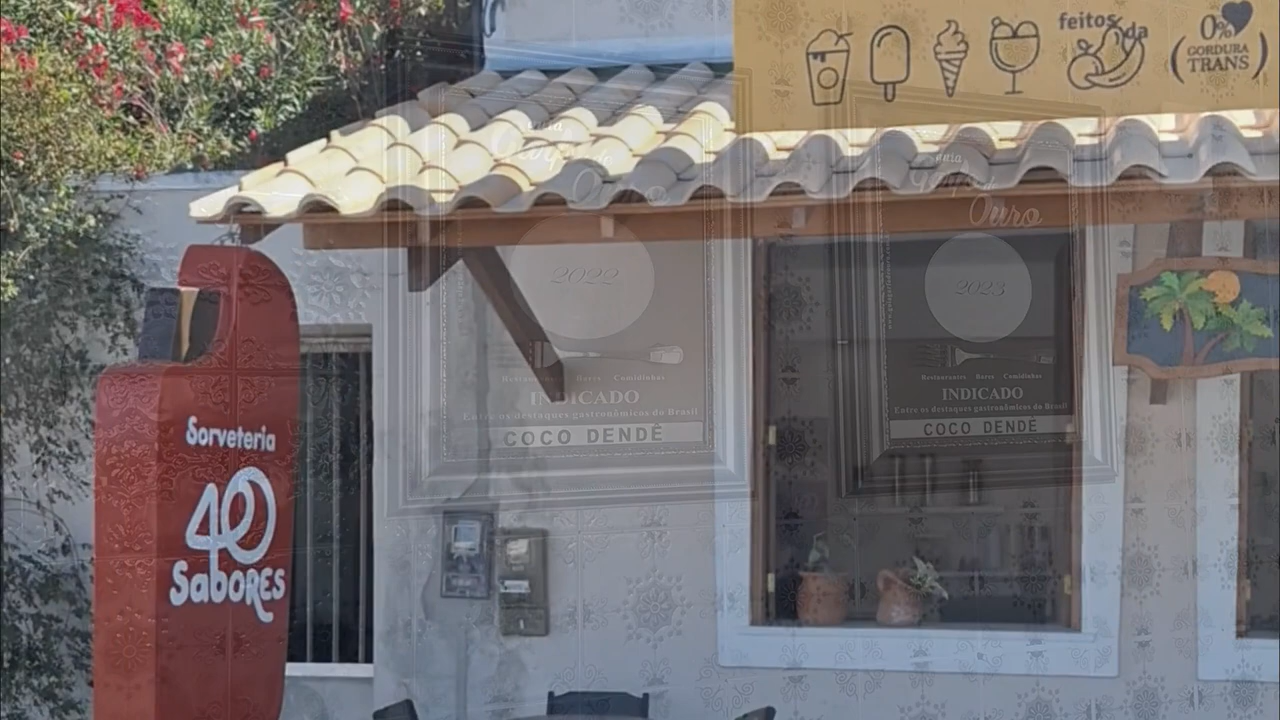 feitos da
0%
GORDURA
TRANS
Ouro
2022
2023
Restaurantes Bares Comidinhas
INDICADO
Entre os destaques gastronômicos do Brasil
COCO DENDÊ
Restaurantes Bares Comidinhas
INDICADO
Entre os destaques gastronômicos do Brasil
COCO DENDÊ
Sorveteria
40
SABORES